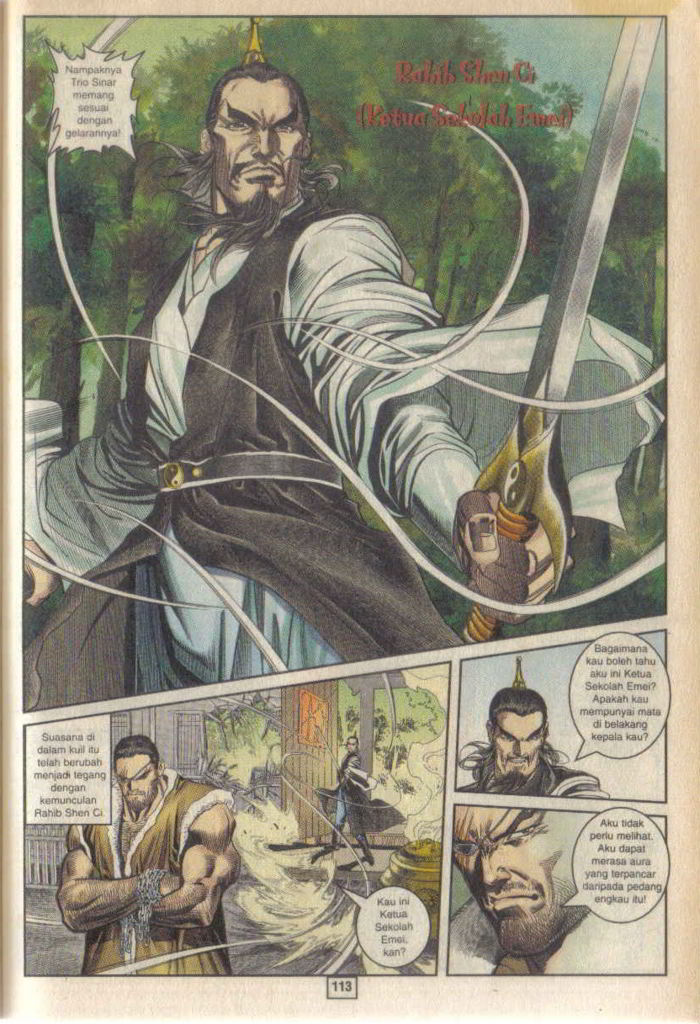 Nampaknya
Trio Sinar
memang
sesuai
dengan
gelarannya!
Rahib Shen Ci
(Ketua Sekolah Emei)
Suasana di
dalam kuil itu
telah berubah
menjadi tegang
dengan
kemunculan
Rahib Shen Ci.
Kau ini
Ketua
Sekolah
Emei,
kan?
Bagaimana
kau boleh tahu
aku ini Ketua
Sekolah Emei?
Apakah kau
mempunyai mata
di belakang
kepala kau?
Aku tidak
perlu melihat.
Aku dapat
merasa aura
yang terpancar
daripada pedang
engkau itu!
113